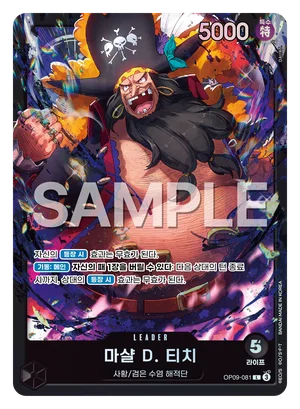 5000
특수
特
SAMPLE
자신의 등장 시 효과는 무효가 된다.
기동: 메인 자신의 패 1장을 버릴 수 있다: 다음 상대의 턴 종료
시까지, 상대의 등장 시 효과는 무효가 된다.
LEADER
마샬 D. 티치
5
라이프
사황/검은 수염 해적단
OP09-081 L